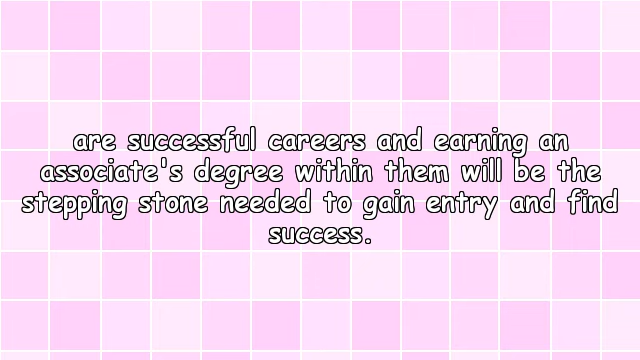 are successful careers and earning an
associate's degree within them will be the
stepping stone needed to gain entry and find
success.